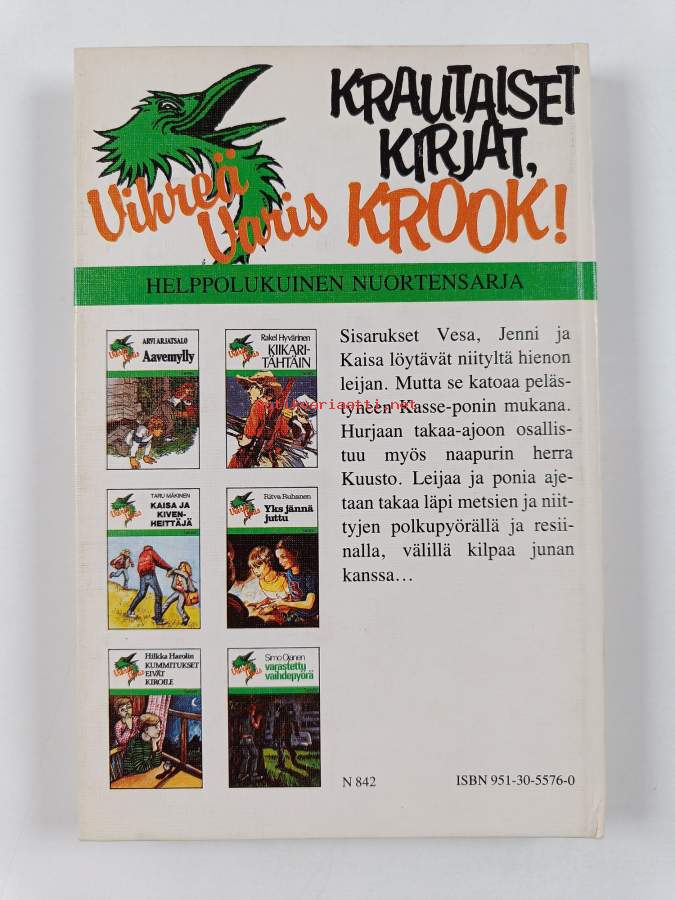 Vihreä
Varis
KRAUTAISET
KIRJAT,
KROOK!
HELPPOLUKUINEN NUORTENSARJA
ARVI ARJATSALO
Aavemylly
Rakel Hyvärinen
KIIKARI-
TÄHTÄIN
TARU MÄKINEN
KAISA JA
KIVEN-
HEITTÄJÄ
Ritva Ruhanen
Yks jännä
juttu
Hilkka Harolin
KUMMITUKSET
EIVÄT
KIROILE
Simo Ojanen
varastettu
vaihdepyörä
Sisarukset Vesa, Jenni ja
Kaisa löytävät niityltä hienon
leijan. Mutta se katoaa peläs-
tyneen Klasse-ponin mukana.
Hurjaan takaa-ajoon osallis-
tuu myös naapurin herra
Kuusto. Leijaa ja ponia aje-
taan takaa läpi metsien ja niit-
tyjen polkupyörällä ja resii-
nalla, välillä kilpaa junan
kanssa…
N 842
ISBN 951-30-5576-0